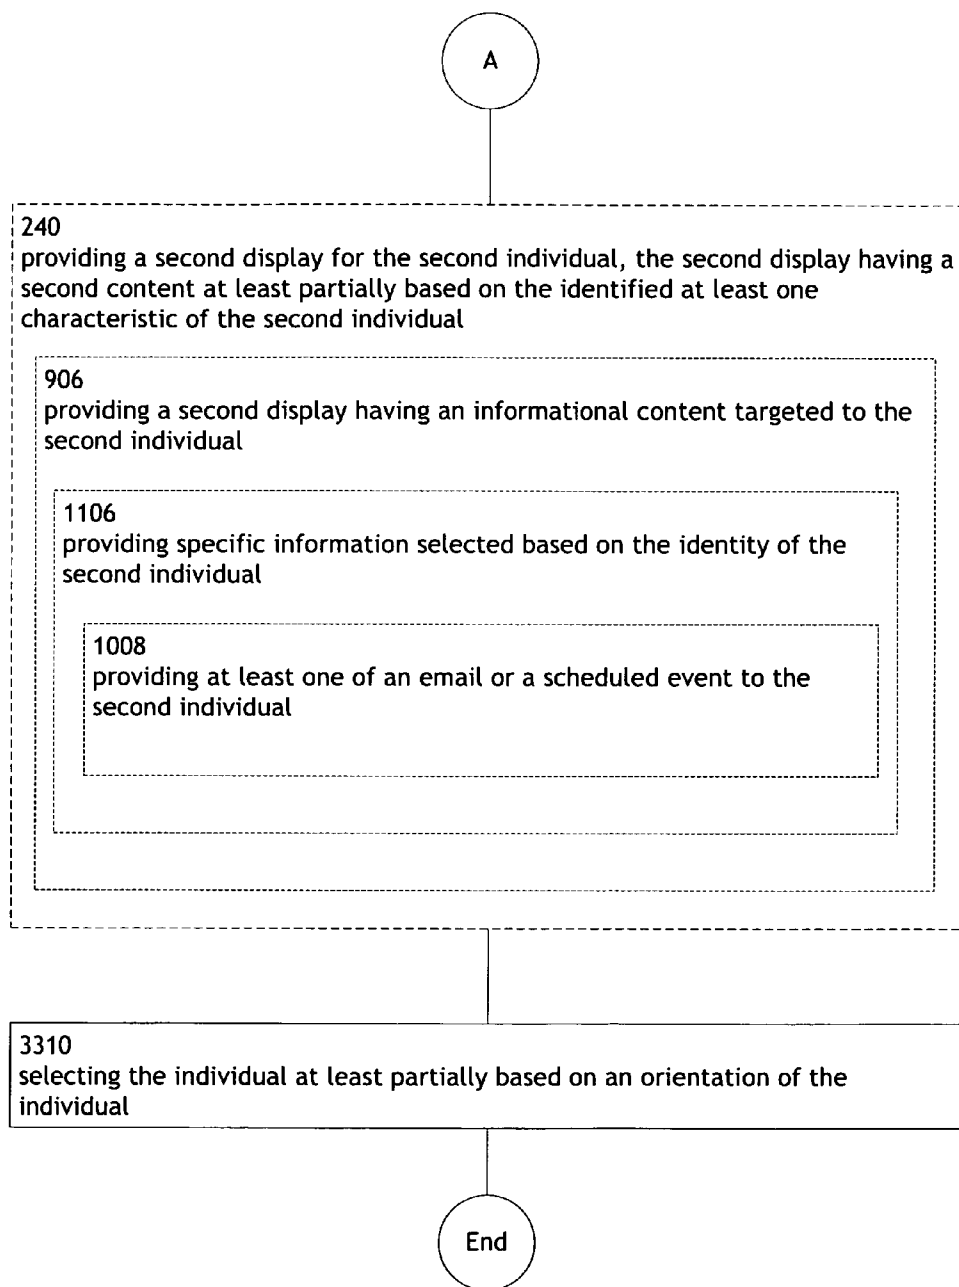 A
240
providing a second display for the second individual, the second display having a
second content at least partially based on the identified at least one
characteristic of the second individual
906
providing a second display having an informational content targeted to the
second individual
1106
providing specific information selected based on the identity of the
second individual
1008
providing at least one of an email or a scheduled event to the
second individual
3310
selecting the individual at least partially based on an orientation of the
individual
End